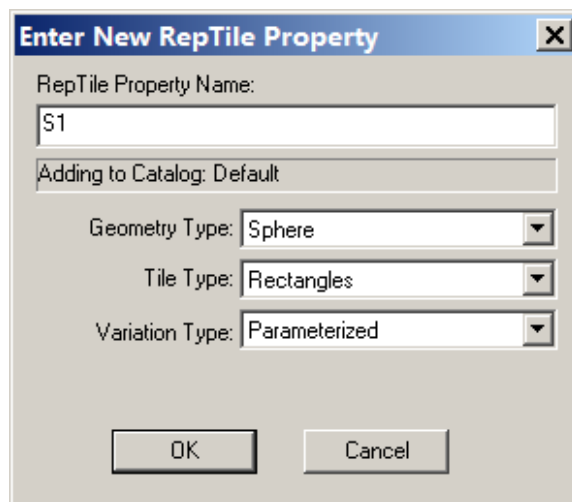 Enter New RepTile Property
RepTile Property Name:
S1
Adding to Catalog: Default
Geometry Type: Sphere
Tile Type: Rectangles
Variation Type: Parameterized
OK Cancel